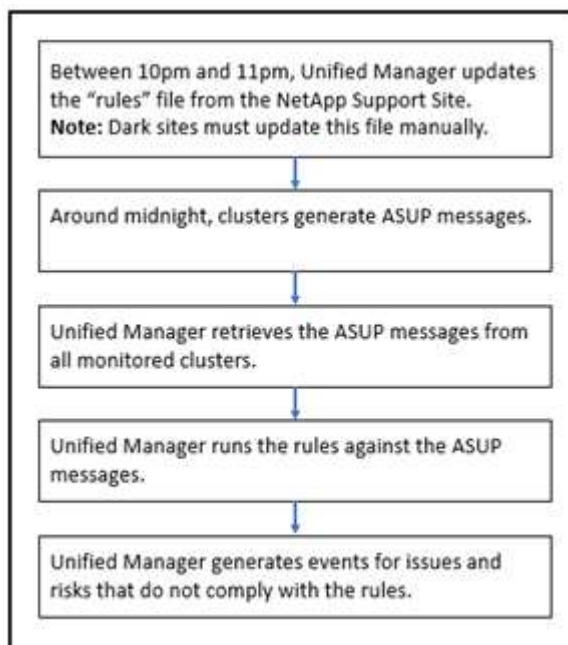 Between 10pm and 11pm, Unified Manager updates
the “rules” file from the NetApp Support Site.
Note: Dark sites must update this file manually.
Around midnight, clusters generate ASUP messages.
Unified Manager retrieves the ASUP messages from
all monitored clusters.
Unified Manager runs the rules against the ASUP
messages.
Unified Manager generates events for issues and
risks that do not comply with the rules.